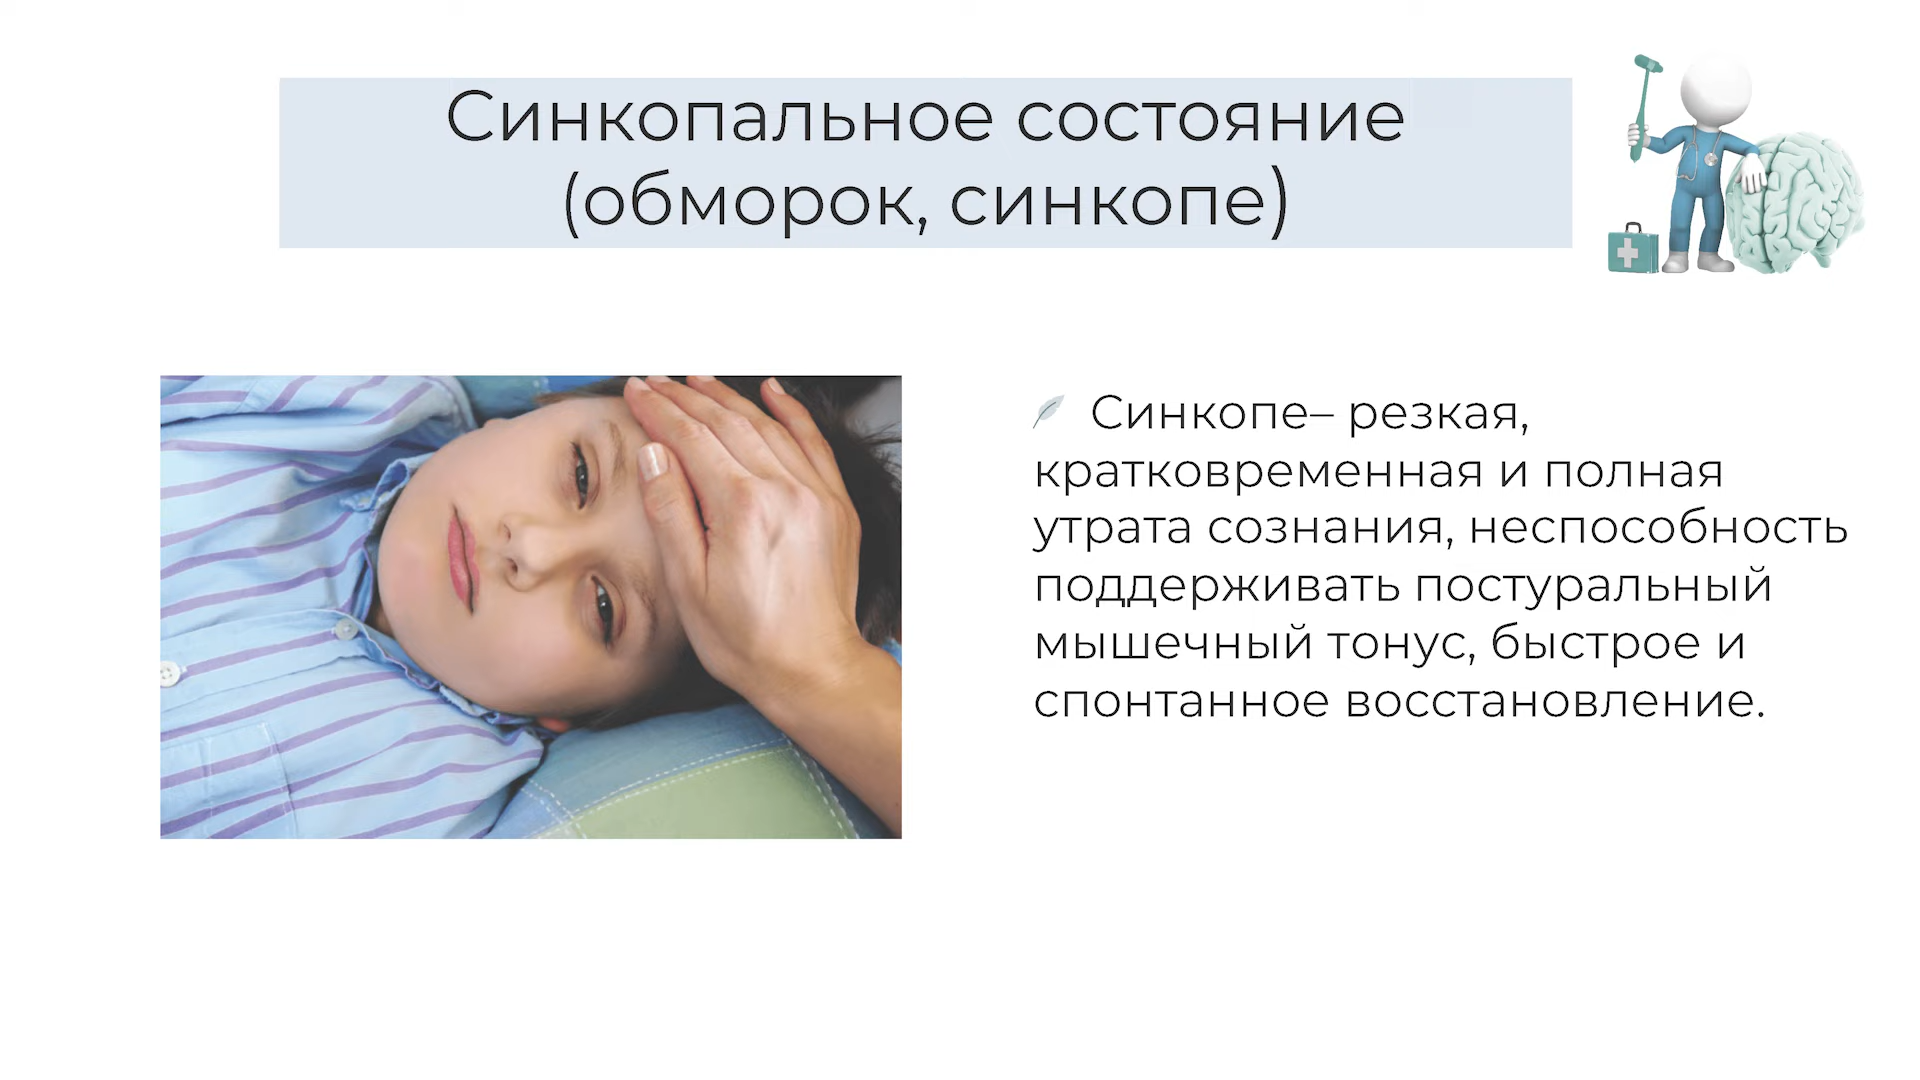 Синкопальное состояние
(обморок, синкопе)
Синкопе– резкая,
кратковременная и полная
утрата сознания, неспособность
поддерживать постуральный
мышечный тонус, быстрое и
спонтанное восстановление.